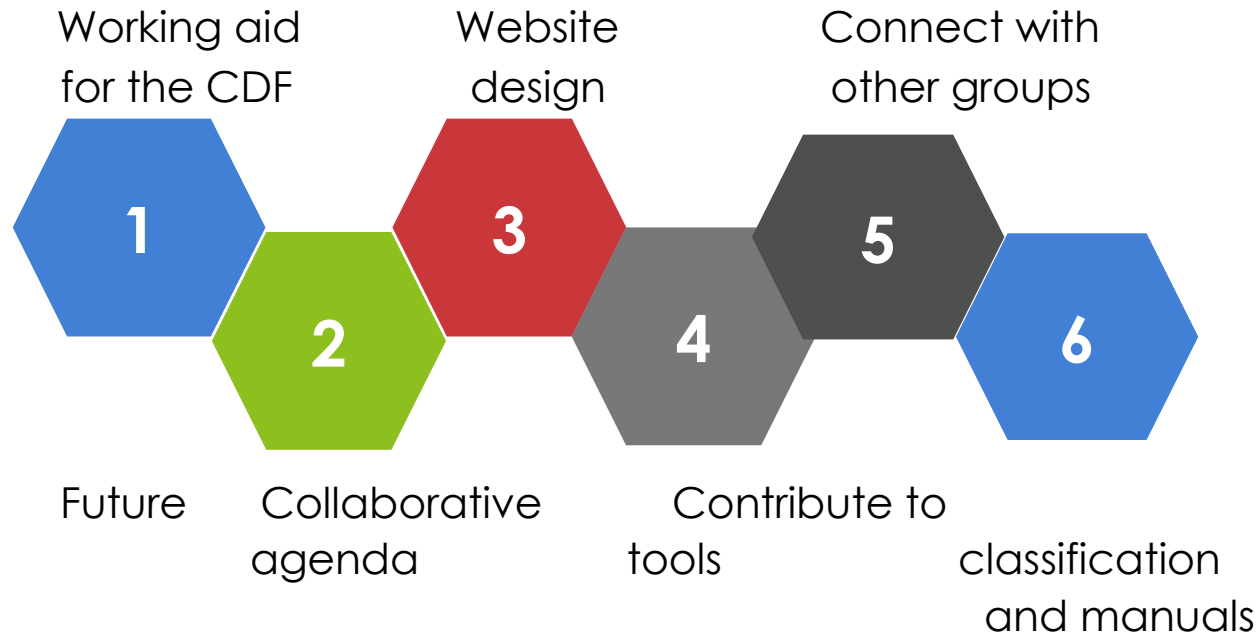 Working aid
for the CDF
Website
design
Connect with
other groups
1
2
3
4
5
6
Future Collaborative Contribute to
agenda tools classification
and manuals